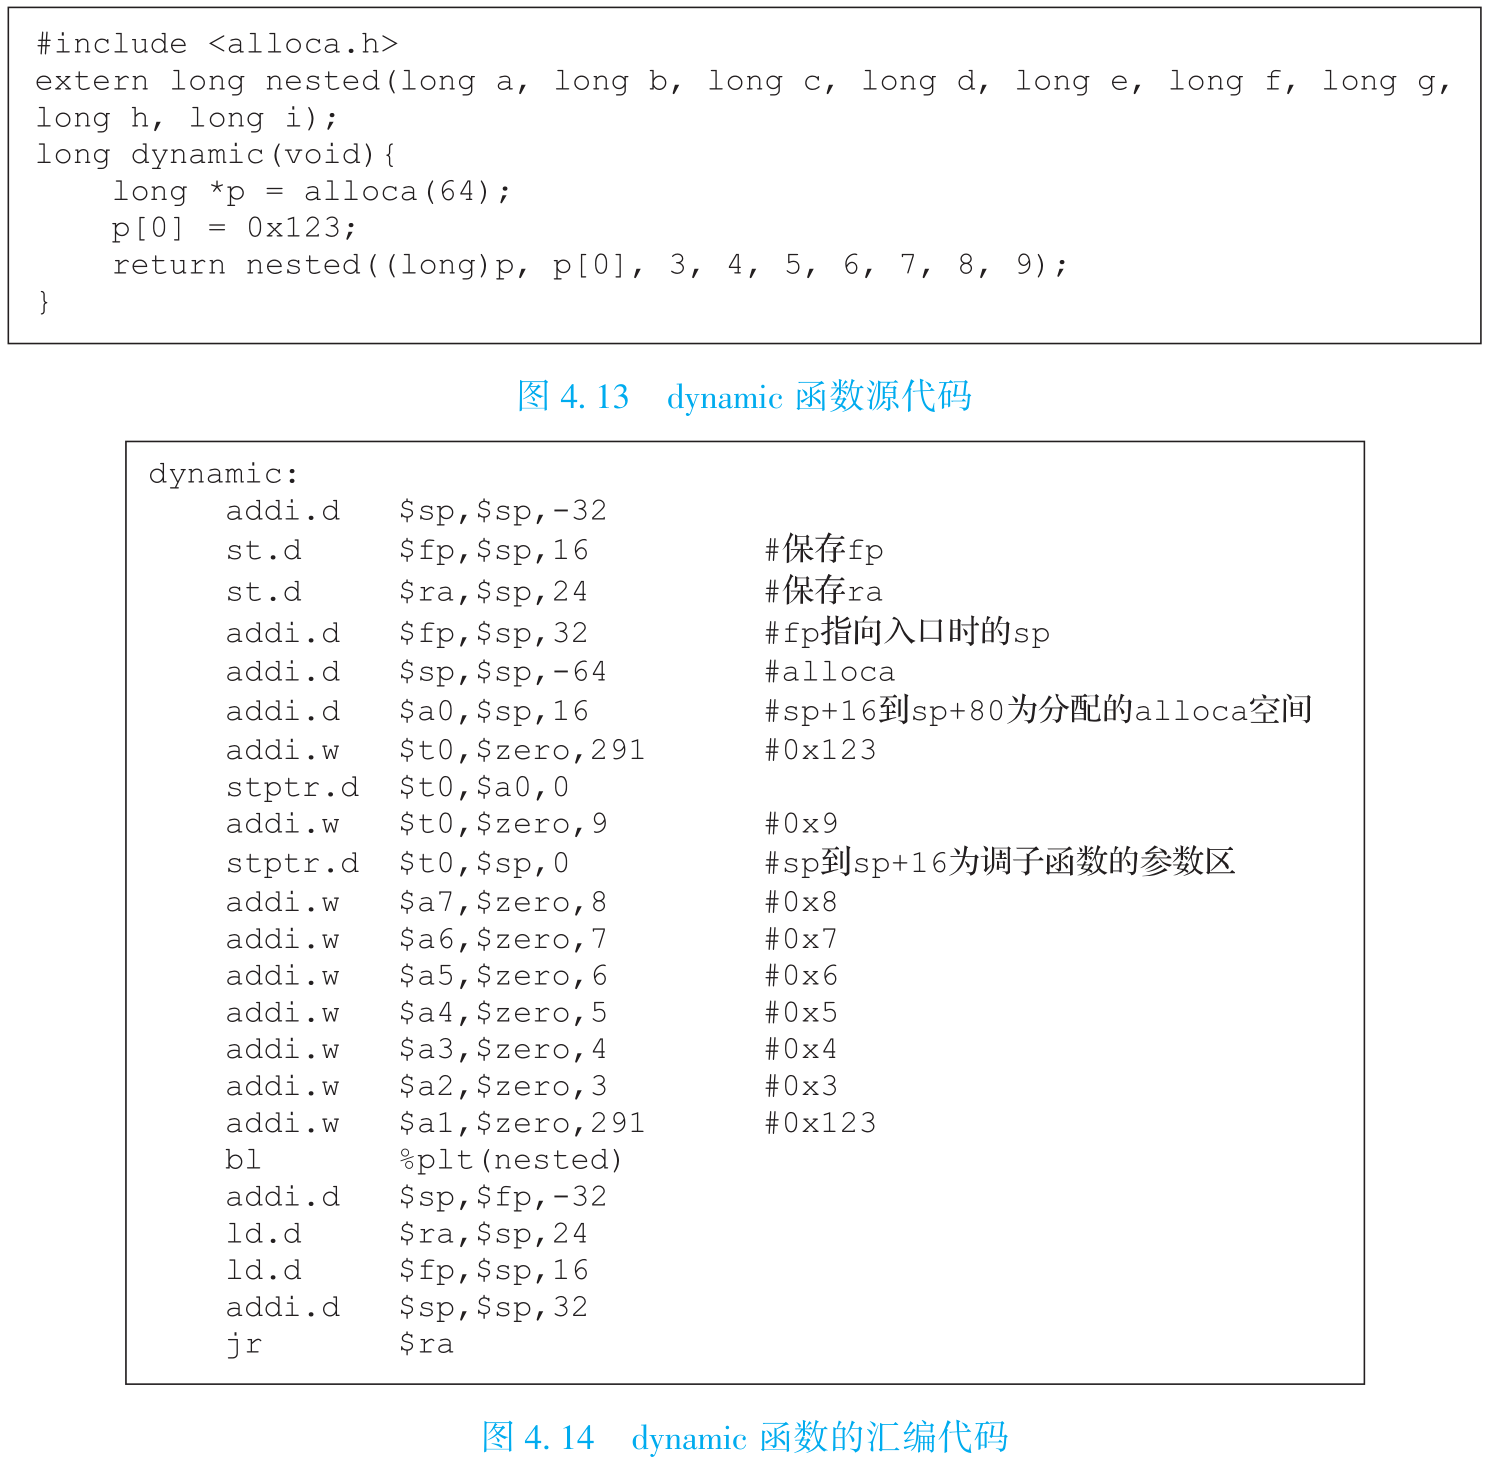 #include <alloca.h>
extern long nested(long a, long b, long c, long d, long e, long f, long g,
long h, long i);
long dynamic(void){
    long *p = alloca(64);
    p[0] = 0x123;
    return nested((long)p, p[0], 3, 4, 5, 6, 7, 8, 9);
}
图 4.13 dynamic 函数源代码
dynamic:
    addi.d   $sp,$sp,-32
    st.d     $fp,$sp,16        #保存fp
    st.d     $ra,$sp,24        #保存ra
    addi.d   $fp,$sp,32        #fp指向入口时的sp
    addi.d   $sp,$sp,-64       #alloca
    addi.d   $a0,$sp,16        #sp+16到sp+80为分配的alloca空间
    addi.w   $t0,$zero,291     #0x123
    stptr.d  $t0,$a0,0
    addi.w   $t0,$zero,9       #0x9
    stptr.d  $t0,$sp,0         #sp到sp+16为调子函数的参数区
    addi.w   $a7,$zero,8       #0x8
    addi.w   $a6,$zero,7       #0x7
    addi.w   $a5,$zero,6       #0x6
    addi.w   $a4,$zero,5       #0x5
    addi.w   $a3,$zero,4       #0x4
    addi.w   $a2,$zero,3       #0x3
    addi.w   $a1,$zero,291     #0x123
    bl       %plt(nested)
    addi.d   $sp,$fp,-32
    ld.d     $ra,$sp,24
    ld.d     $fp,$sp,16
    addi.d   $sp,$sp,32
    jr       $ra
图 4.14 dynamic 函数的汇编代码